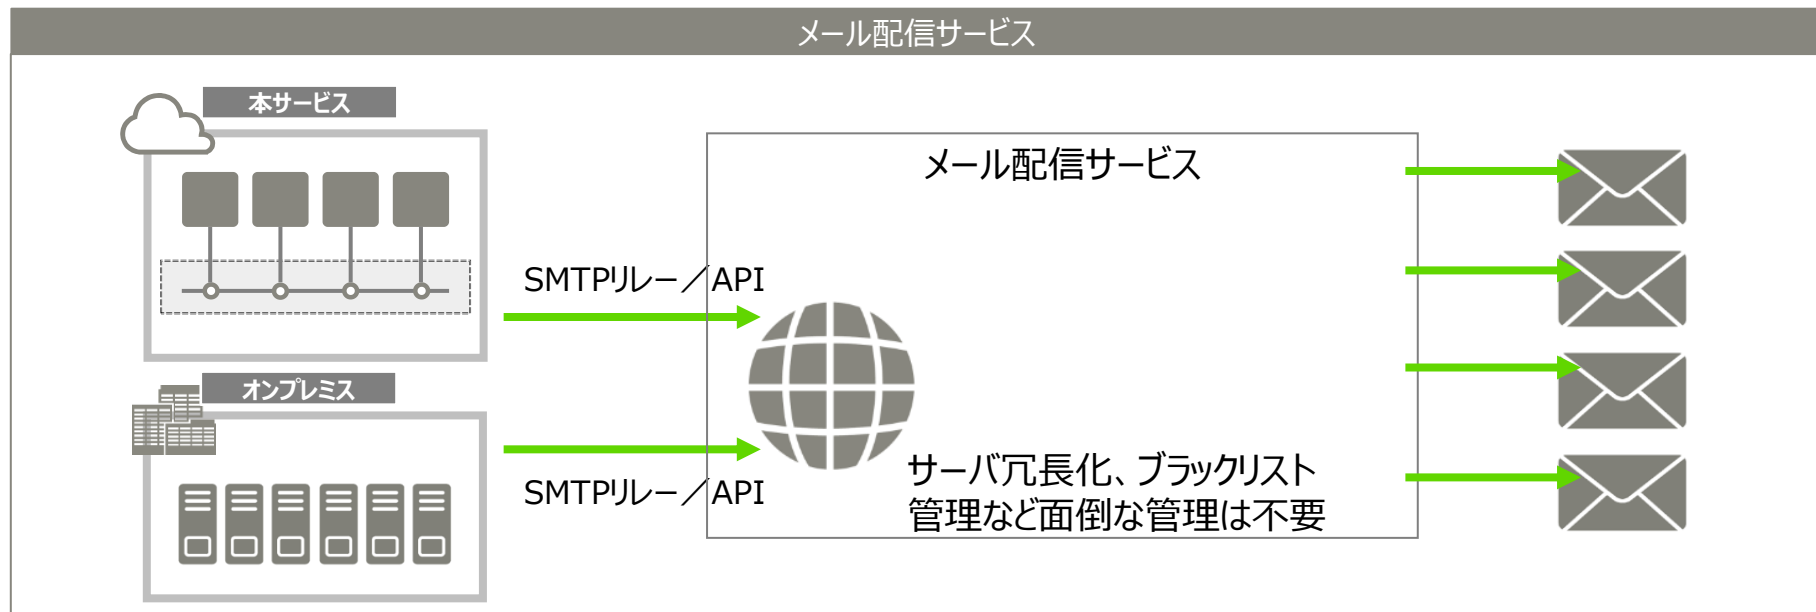 メール配信サービス
本サービス
メール配信サービス
SMTPリレー／API
オンプレミス
SMTPリレー／API
サーバ冗長化、ブラックリスト
管理など面倒な管理は不要